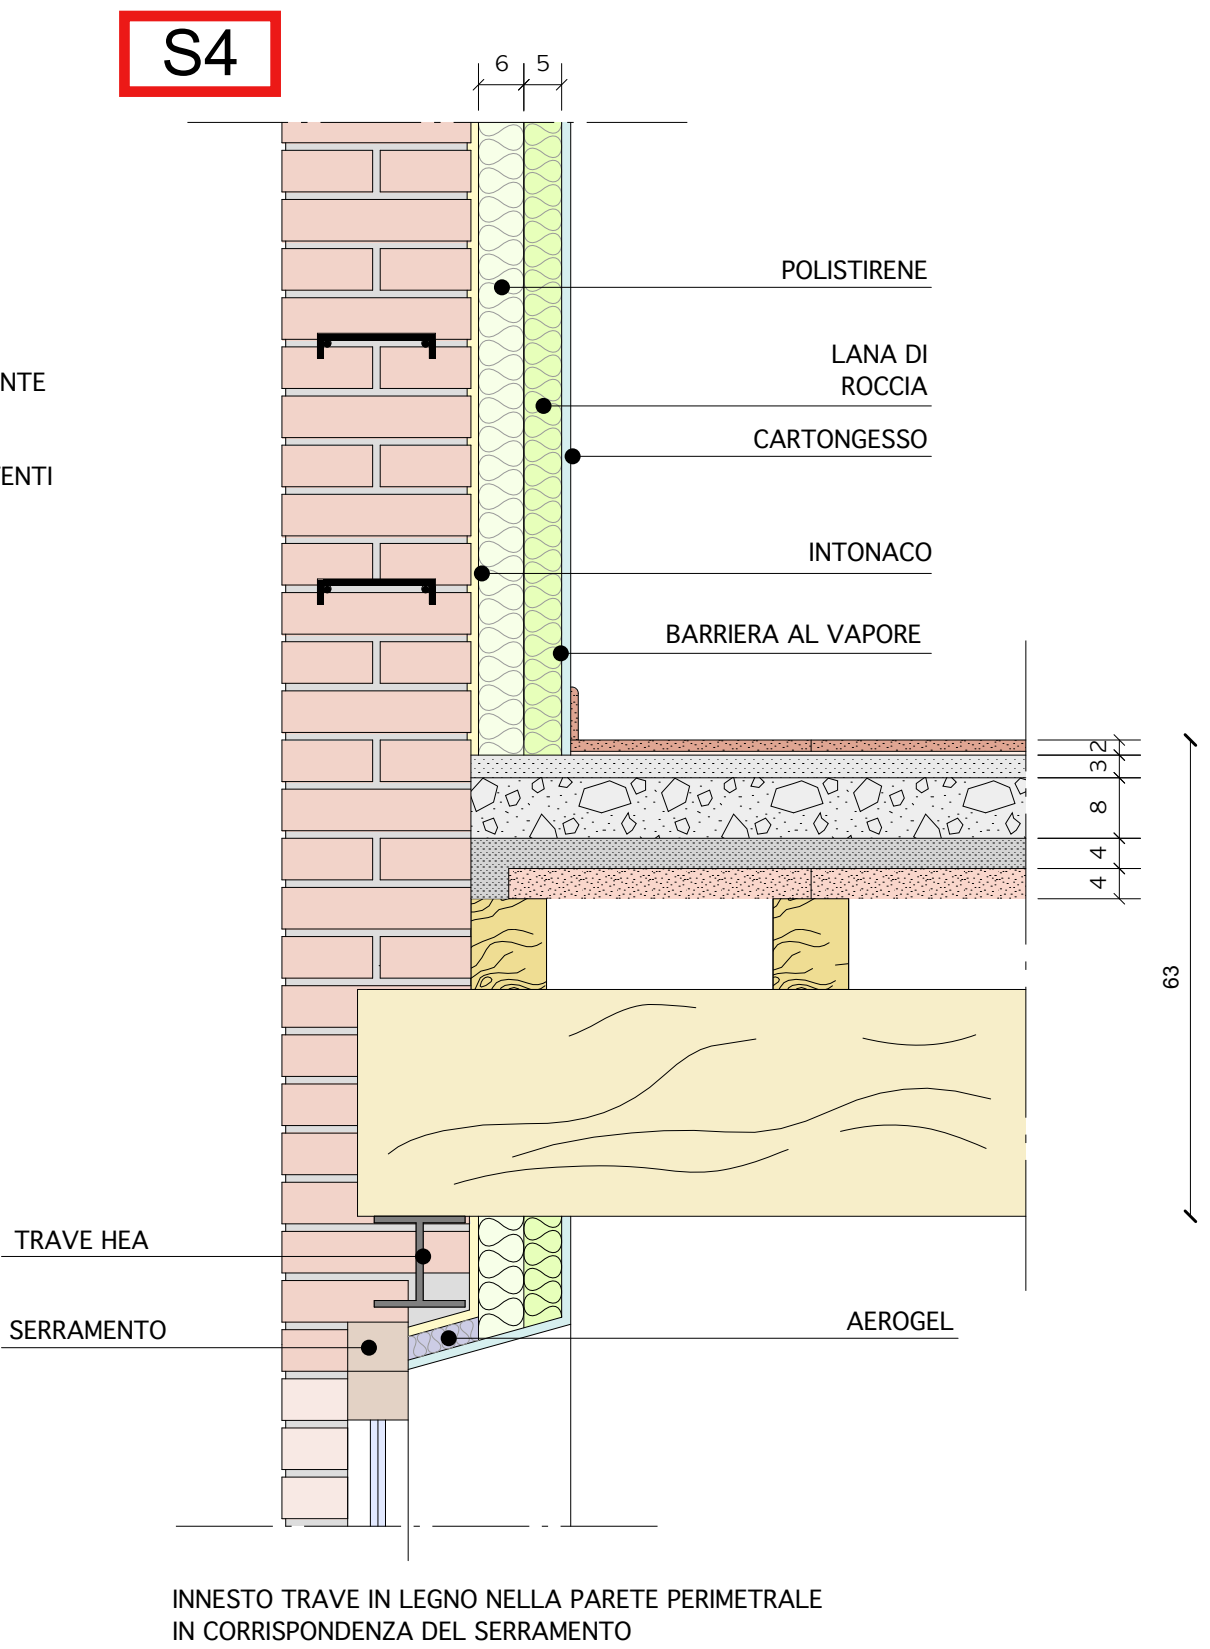 S4
6 5
POLISTIRENE
LANA DI
ROCCIA
NTE
CARTONGESSO
ENTI
INTONACO
BARRIERA AL VAPORE
2
3
8
4
4
63
TRAVE HEA
AEROGEL
SERRAMENTO
INNESTO TRAVE IN LEGNO NELLA PARETE PERIMETRALE
IN CORRISPONDENZA DEL SERRAMENTO